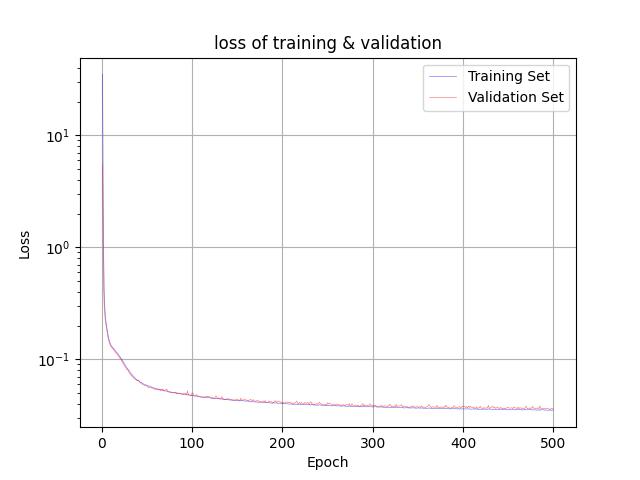 loss of training & validation
Training Set
Validation Set
10¹
10⁰
10⁻¹
Loss
0 100 200 300 400 500
Epoch